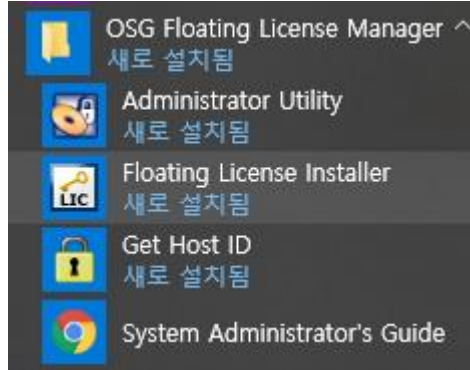 OSG Floating License Manager
새로 설치됨
Administrator Utility
새로 설치됨
Floating License Installer
새로 설치됨
LIC
Get Host ID
새로 설치됨
System Administrator's Guide